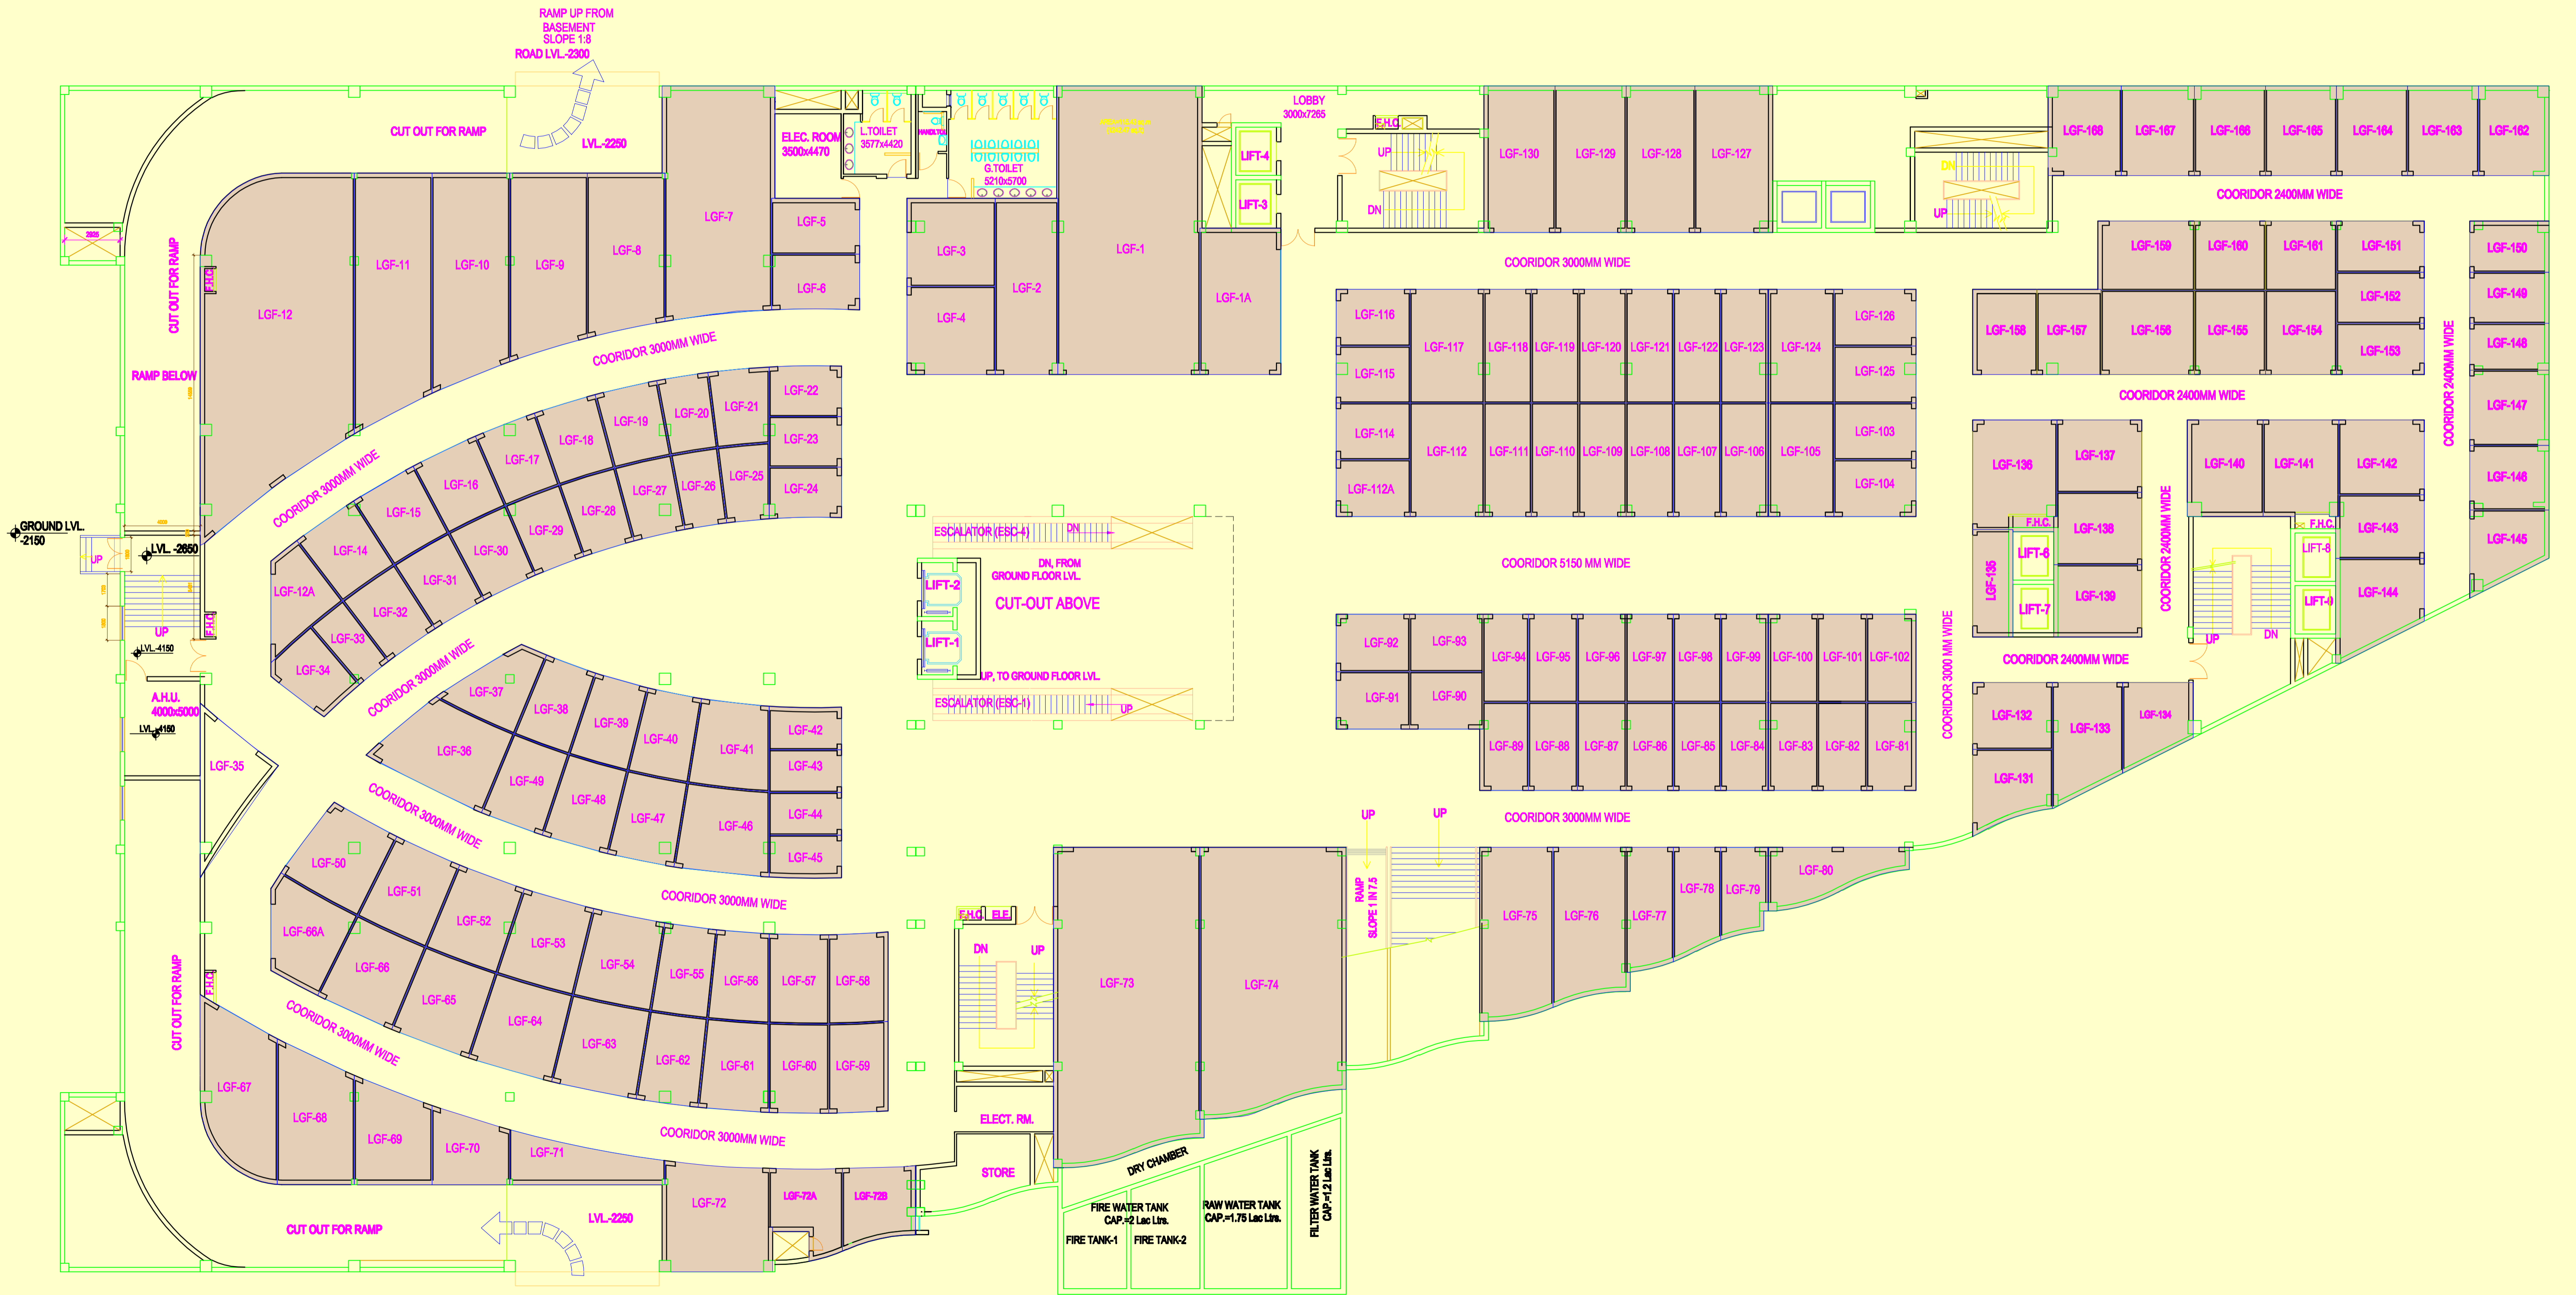 RAMP UP FROM
BASEMENT
SLOPE 1:8
ROAD LVL.-2300
CUT OUT FOR RAMP
LVL.-2250
ELEC. ROOM
3500x4470
L.TOILET
3577x4420
G.TOILET
5210x5700
LOBBY
3000x7265
F.H.C.
LIFT-4
LIFT-3
UP
DN
LGF-130
LGF-129
LGF-128
LGF-127
DN
UP
LGF-168
LGF-167
LGF-166
LGF-165
LGF-164
LGF-163
LGF-162
COORIDOR 2400MM WIDE
2925
CUT OUT FOR RAMP
F.H.C.
RAMP BELOW
LGF-12
LGF-11
LGF-10
LGF-9
LGF-8
LGF-7
LGF-5
LGF-6
LGF-3
LGF-4
LGF-2
LGF-1
LGF-1A
COORIDOR 3000MM WIDE
LGF-159
LGF-160
LGF-161
LGF-151
LGF-150
LGF-152
LGF-149
LGF-158
LGF-157
LGF-156
LGF-155
LGF-154
LGF-153
LGF-148
COORIDOR 2400MM WIDE
COORIDOR 2400MM WIDE
LGF-147
LGF-146
LGF-145
COORIDOR 3000MM WIDE
COORIDOR 3000MM WIDE
LGF-22
LGF-21
LGF-20
LGF-19
LGF-18
LGF-17
LGF-16
LGF-15
LGF-14
LGF-12A
LGF-23
LGF-24
LGF-25
LGF-26
LGF-27
LGF-28
LGF-29
LGF-30
LGF-31
LGF-32
LGF-33
LGF-34
LGF-116
LGF-115
LGF-117
LGF-118
LGF-119
LGF-120
LGF-121
LGF-122
LGF-123
LGF-124
LGF-126
LGF-125
LGF-114
LGF-112A
LGF-112
LGF-111
LGF-110
LGF-109
LGF-108
LGF-107
LGF-106
LGF-105
LGF-103
LGF-104
LGF-136
LGF-137
LGF-138
LGF-139
LGF-135
F.H.C.
LIFT-6
LIFT-7
COORIDOR 2400MM WIDE
LGF-140
LGF-141
LGF-142
LGF-143
LGF-144
F.H.C.
LIFT-8
UP
DN
GROUND LVL.
-2150
LVL. -2650
UP
UP
F.H.C.
LVL.-4150
A.H.U.
4000x5000
LVL.-4150
LGF-35
ESCALATOR (ESC-4)
DN
DN, FROM
GROUND FLOOR LVL.
CUT-OUT ABOVE
LIFT-2
LIFT-1
UP, TO GROUND FLOOR LVL.
ESCALATOR (ESC-1)
UP
COORIDOR 5150 MM WIDE
COORIDOR 3000 MM WIDE
COORIDOR 2400MM WIDE
COORIDOR 3000MM WIDE
LGF-37
LGF-38
LGF-39
LGF-40
LGF-41
LGF-42
LGF-43
LGF-44
LGF-45
LGF-36
LGF-49
LGF-48
LGF-47
LGF-46
LGF-92
LGF-93
LGF-94
LGF-95
LGF-96
LGF-97
LGF-98
LGF-99
LGF-100
LGF-101
LGF-102
LGF-91
LGF-90
LGF-89
LGF-88
LGF-87
LGF-86
LGF-85
LGF-84
LGF-83
LGF-82
LGF-81
LGF-132
LGF-133
LGF-134
LGF-131
COORIDOR 3000MM WIDE
COORIDOR 3000MM WIDE
COORIDOR 3000MM WIDE
UP
UP
RAMP
SLOPE 1 IN 7.5
LGF-75
LGF-76
LGF-77
LGF-78
LGF-79
LGF-80
LGF-50
LGF-51
LGF-52
LGF-53
LGF-54
LGF-55
LGF-56
LGF-57
LGF-58
LGF-66A
LGF-66
LGF-65
LGF-64
LGF-63
LGF-62
LGF-61
LGF-60
LGF-59
F.H.C.
ELE.
DN
UP
LGF-73
LGF-74
CUT OUT FOR RAMP
F.H.C.
COORIDOR 3000MM WIDE
COORIDOR 3000MM WIDE
LGF-67
LGF-68
LGF-69
LGF-70
LGF-71
LGF-72
LGF-72A
LGF-72B
ELECT. RM.
STORE
DRY CHAMBER
FIRE WATER TANK
CAP.=2 Lac Ltrs.
FIRE TANK-1
FIRE TANK-2
RAW WATER TANK
CAP.=1.75 Lac Ltrs.
FILTER WATER TANK
CAP.=1.2 Lac Ltrs.
CUT OUT FOR RAMP
LVL.-2250